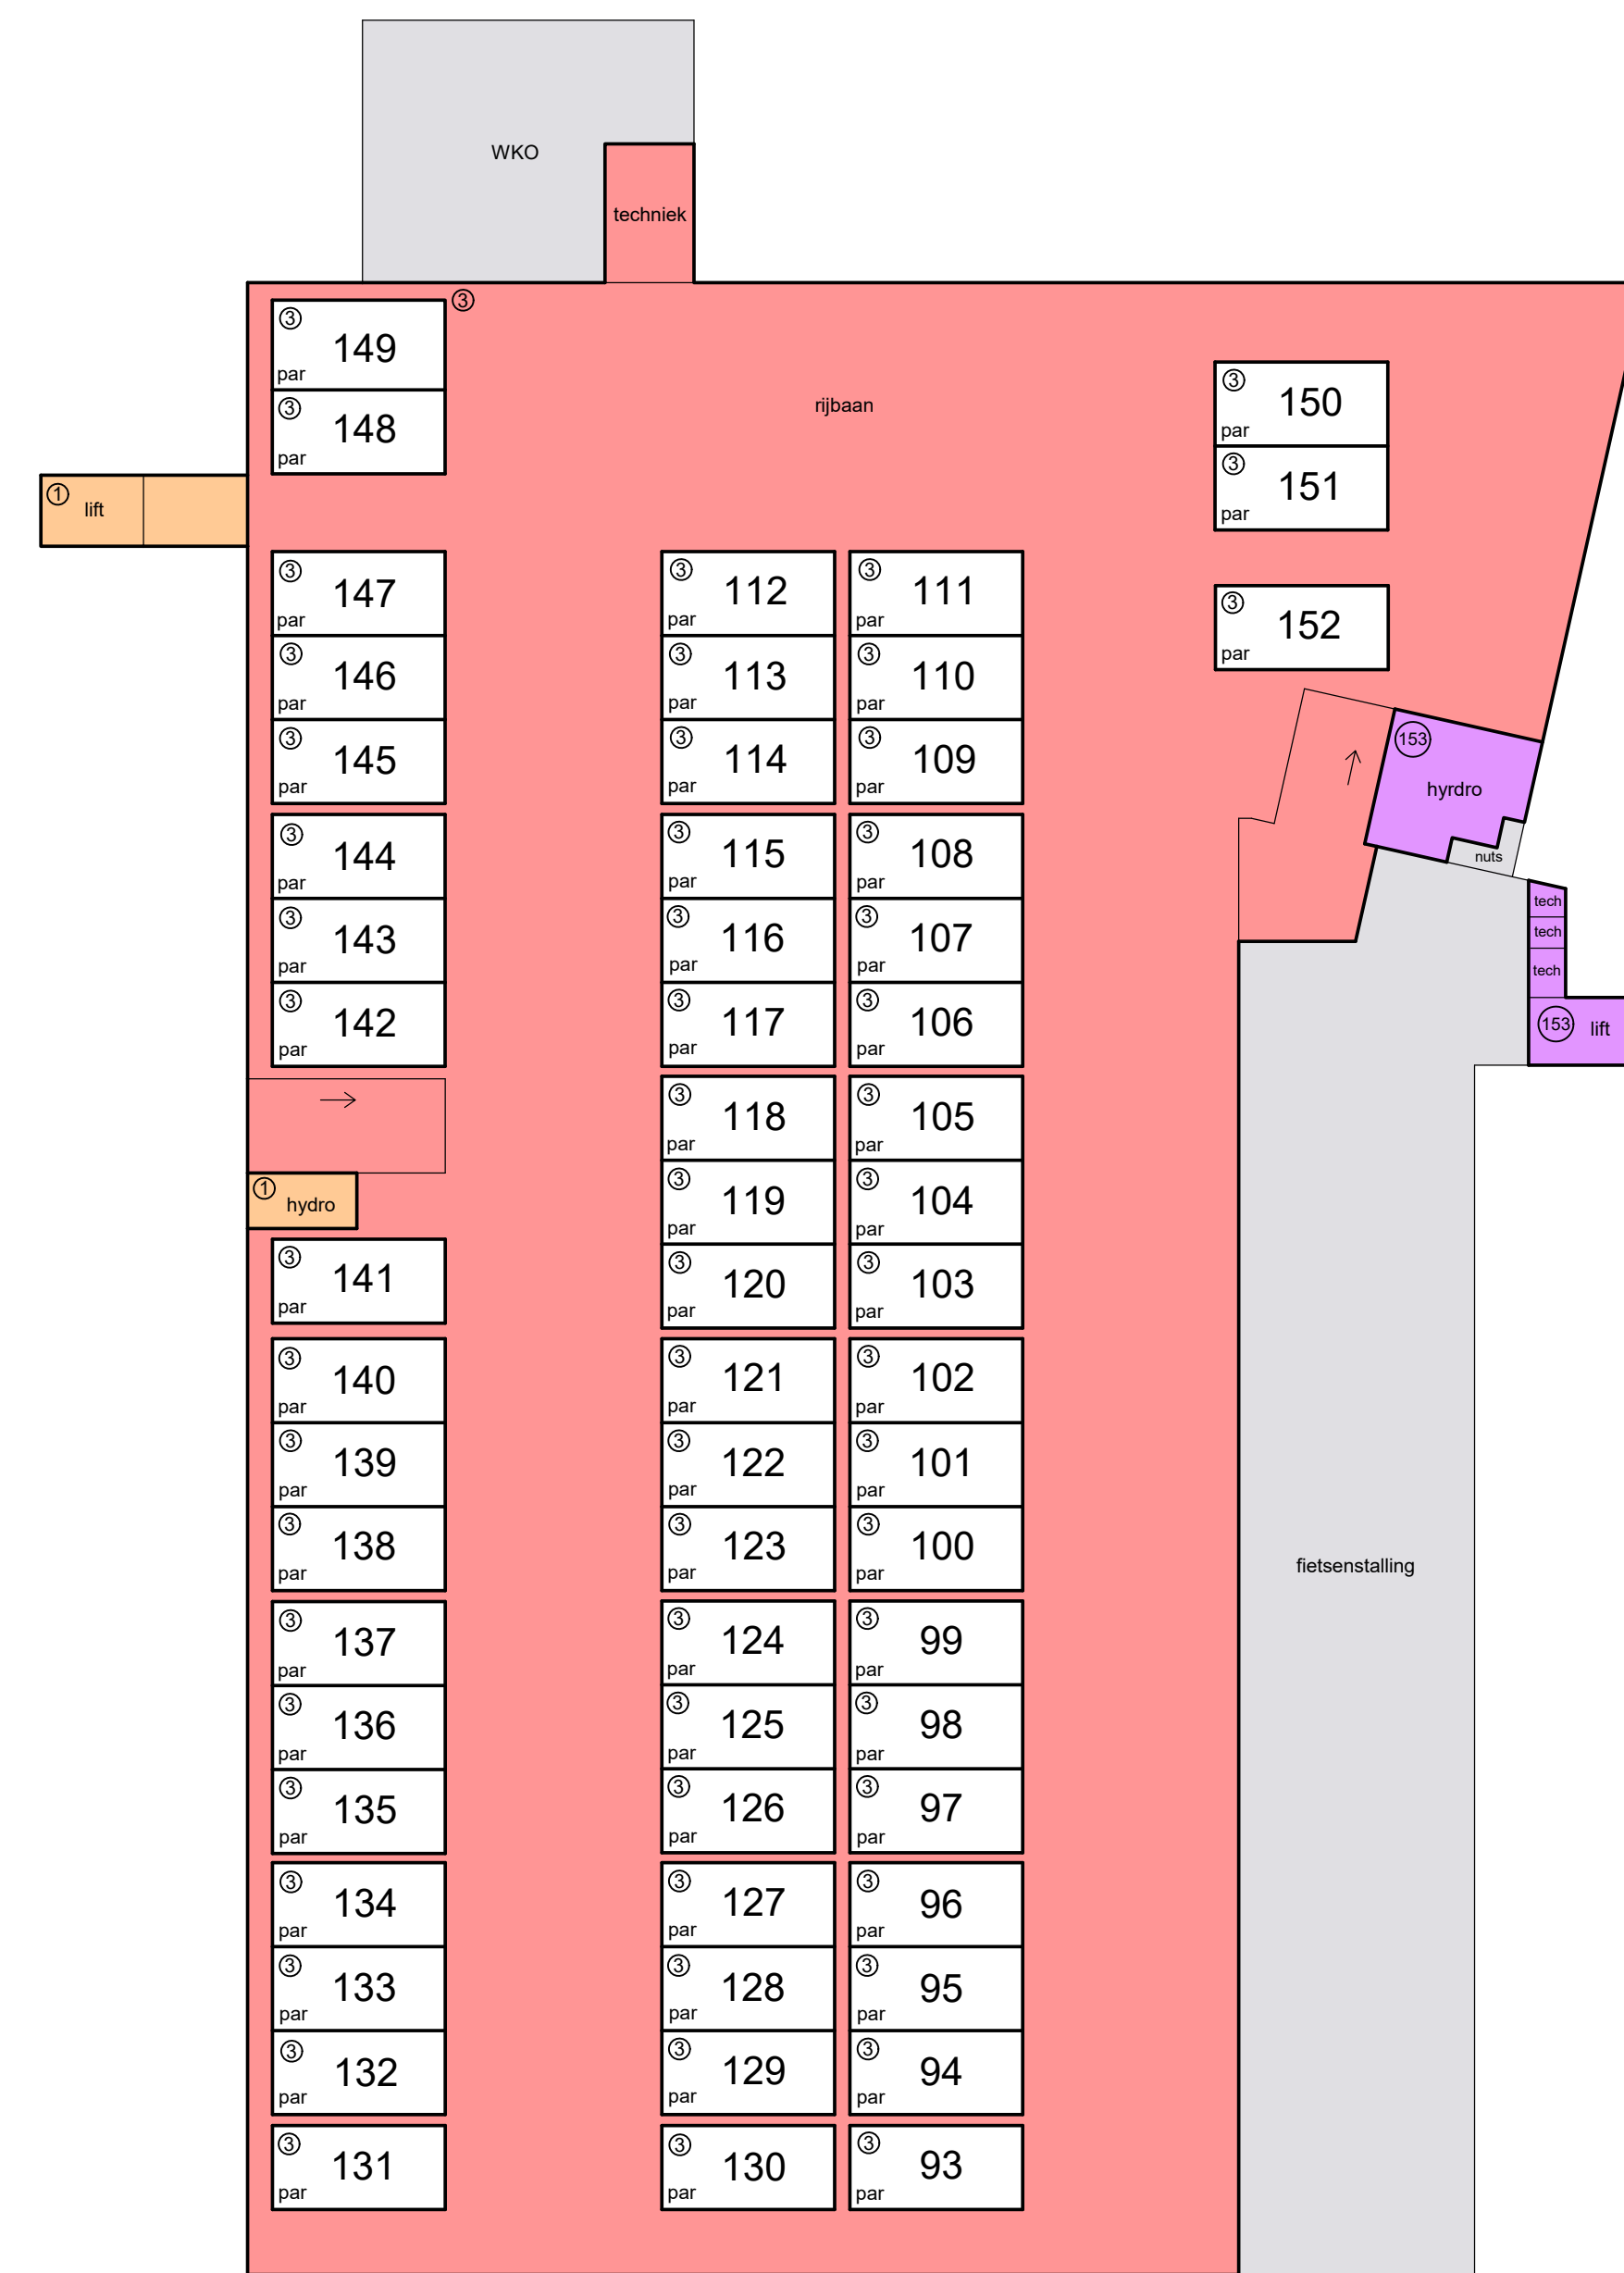 WKO
techniek
③
③ 149
par
③ 148
par
rijbaan
③ 150
par
③ 151
par
① lift
③ 147
par
③ 146
par
③ 145
par
③ 112
par
③ 113
par
③ 114
par
③ 111
par
③ 110
par
③ 109
par
③ 152
par
153
hyrdro
nuts
tech
tech
tech
153 lift
③ 144
par
③ 143
par
③ 142
par
③ 115
par
③ 116
par
③ 117
par
③ 108
par
③ 107
par
③ 106
par
① hydro
③ 118
par
③ 119
par
③ 120
par
③ 105
par
③ 104
par
③ 103
par
③ 141
par
③ 140
par
③ 139
par
③ 138
par
③ 121
par
③ 122
par
③ 123
par
③ 102
par
③ 101
par
③ 100
par
fietsenstalling
③ 137
par
③ 136
par
③ 135
par
③ 124
par
③ 125
par
③ 126
par
③ 99
par
③ 98
par
③ 97
par
③ 134
par
③ 133
par
③ 132
par
③ 127
par
③ 128
par
③ 129
par
③ 96
par
③ 95
par
③ 94
par
③ 131
par
③ 130
par
③ 93
par